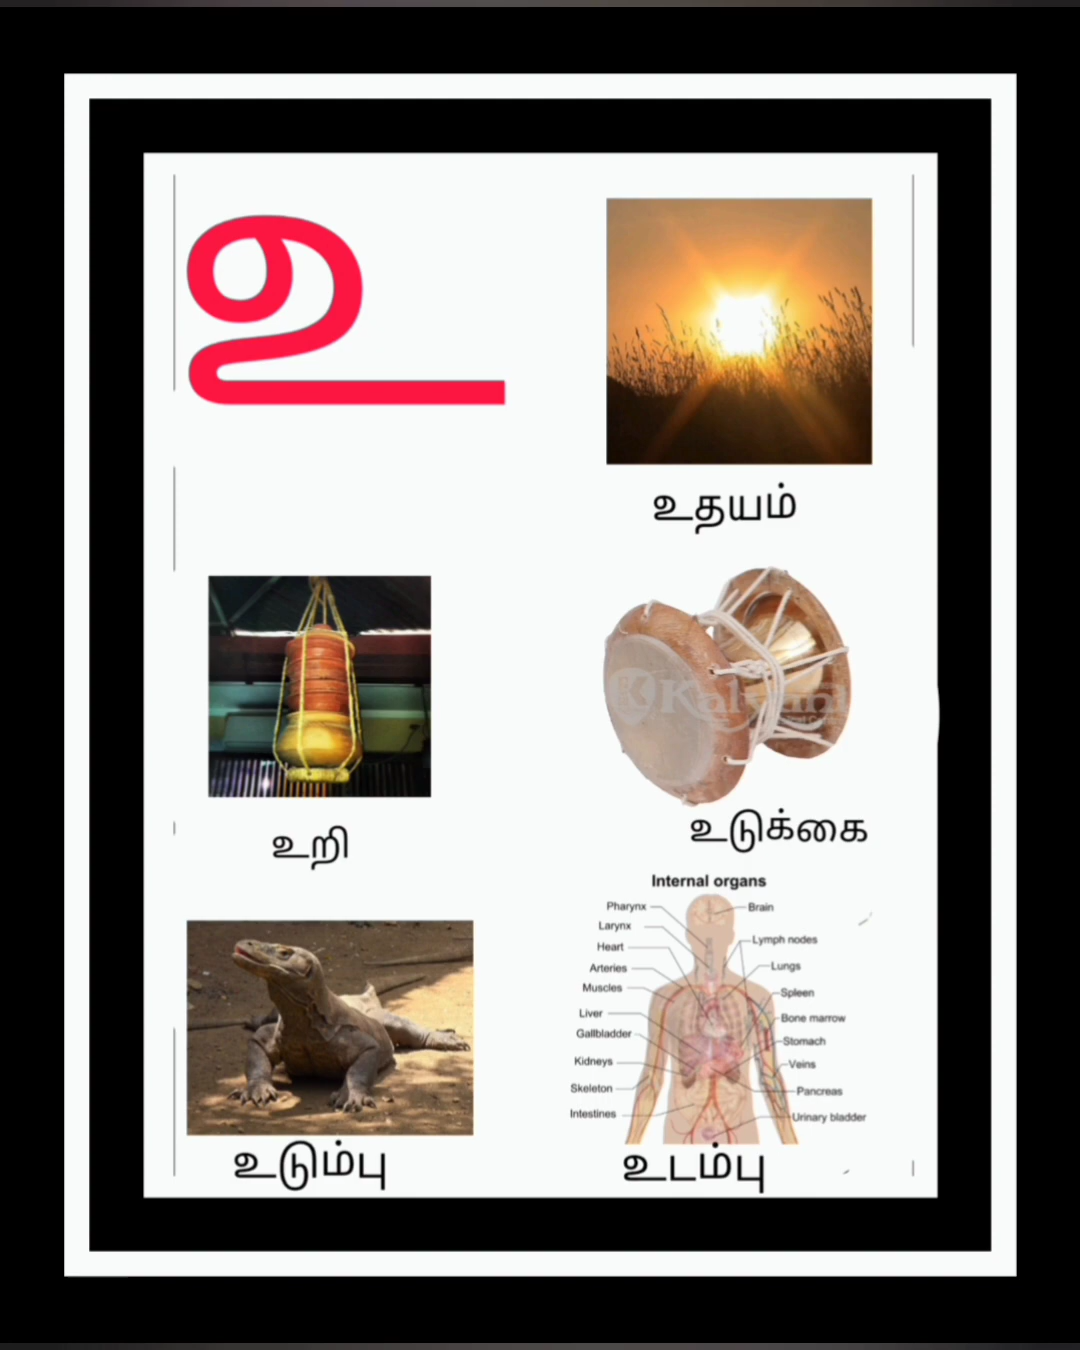 உ
உதயம்
Kalyani
உறி
உடுக்கை
Internal organs
Pharynx
Brain
Larynx
Lymph nodes
Heart
Lungs
Arteries
Muscles
Spleen
Liver
Bone marrow
Gallbladder
Stomach
Kidneys
Veins
Skeleton
Pancreas
Intestines
Urinary bladder
உடும்பு
உடம்பு